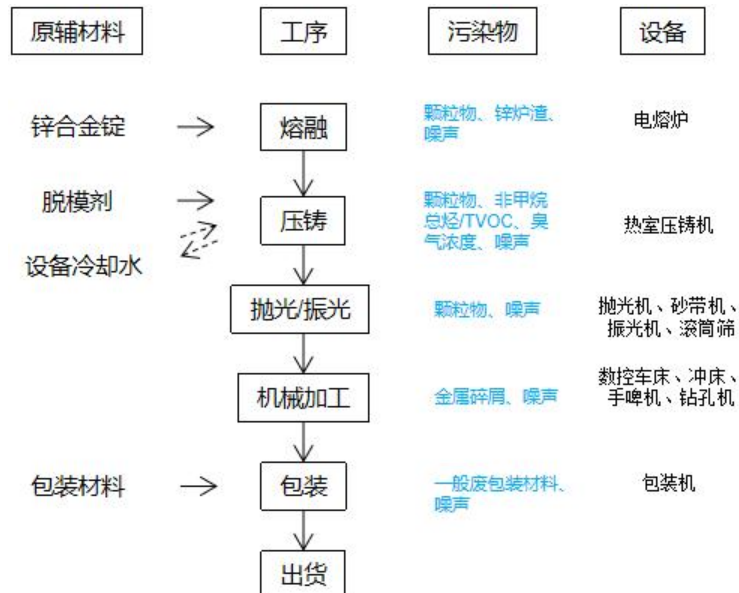 原辅材料 工序 污染物 设备
锌合金锭 熔融 颗粒物、锌炉渣、
噪声 电熔炉
脱模剂 压铸 颗粒物、非甲烷
总烃/TVOC、臭
气浓度、噪声 热室压铸机
设备冷却水
抛光/振光 颗粒物、噪声 抛光机、砂带机、
振光机、滚筒筛
机械加工 金属碎屑、噪声 数控车床、冲床、
手啤机、钻孔机
包装材料 包装 一般废包装材料、
噪声 包装机
出货